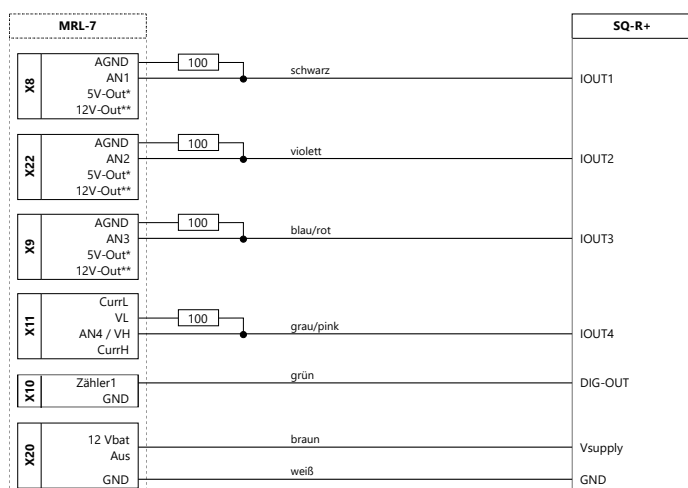 MRL-7 SQ-R+
X8
AGND 100
AN1 schwarz IOUT1
5V-Out*
12V-Out**
X22
AGND 100
AN2 violett IOUT2
5V-Out*
12V-Out**
X9
AGND 100
AN3 blau/rot IOUT3
5V-Out*
12V-Out**
X11
CurrL
VL 100
AN4 / VH grau/pink IOUT4
CurrH
X10
Zähler1 grün DIG-OUT
GND
X20
12 Vbat braun Vsupply
Aus
GND weiß GND